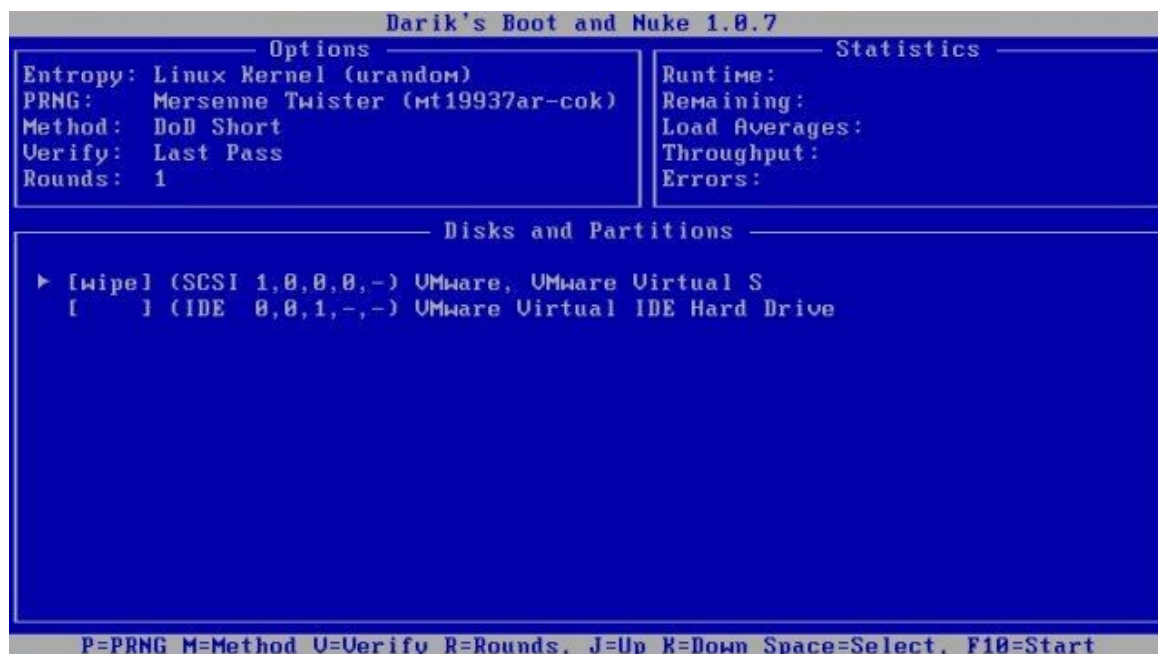 Darik's Boot and Nuke 1.0.7
Options
Entropy: Linux Kernel (urandom)
PRNG: Mersenne Twister (mt19937ar-cok)
Method: DoD Short
Verify: Last Pass
Rounds: 1
Statistics
Runtime:
Remaining:
Load Averages:
Throughput:
Errors:
Disks and Partitions
▶ [wipe] (SCSI 1,0,0,0,-) VMware, VMware Virtual S
[    ] (IDE 0,0,1,-,-) VMware Virtual IDE Hard Drive
P=PRNG M=Method V=Verify R=Rounds, J=Up K=Down Space=Select, F10=Start